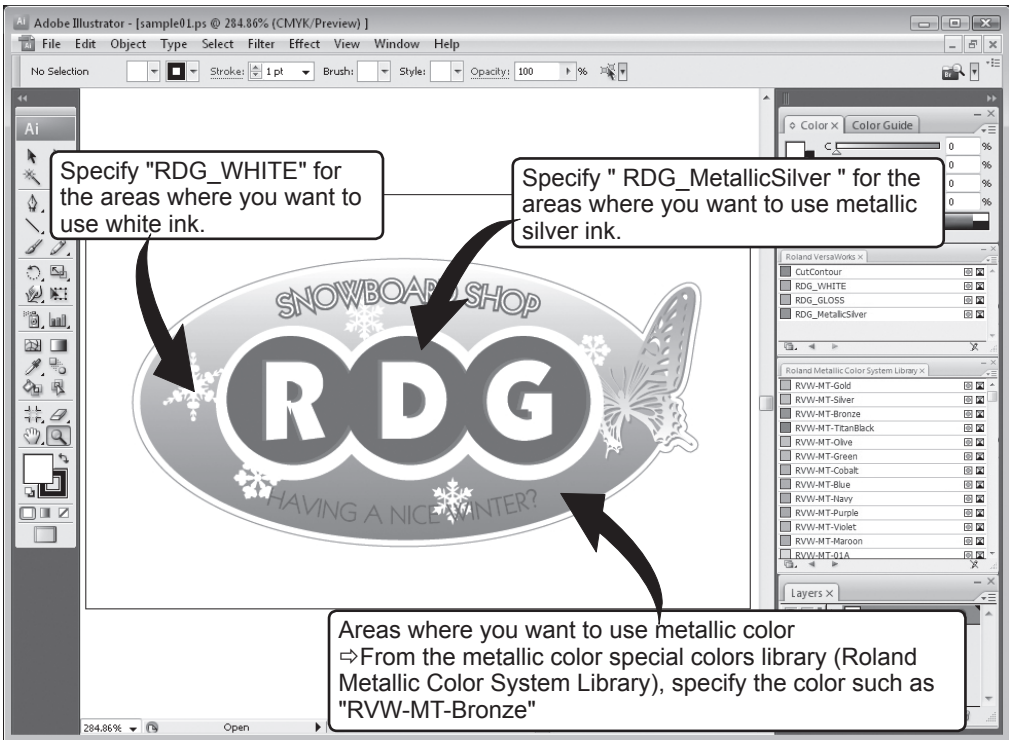 Adobe Illustrator - [sample01.ps @ 284.86% (CMYK/Preview) ]
File Edit Object Type Select Filter Effect View Window Help
No Selection Stroke: 1 pt Brush: Style: Opacity: 100 %
Ai
Specify "RDG_WHITE" for
the areas where you want to
use white ink.
Specify " RDG_MetallicSilver " for the
areas where you want to use metallic
silver ink.
SNOWBOARD SHOP
RDG
HAVING A NICE WINTER?
Areas where you want to use metallic color
⇨From the metallic color special colors library (Roland
Metallic Color System Library), specify the color such as
"RVW-MT-Bronze"
284.86% Open
Color × Color Guide
C 0 %
0 %
0 %
0 %
Roland VersaWorks ×
CutContour
RDG_WHITE
RDG_GLOSS
RDG_MetallicSilver
Roland Metallic Color System Library ×
RVW-MT-Gold
RVW-MT-Silver
RVW-MT-Bronze
RVW-MT-TitanBlack
RVW-MT-Olive
RVW-MT-Green
RVW-MT-Cobalt
RVW-MT-Blue
RVW-MT-Navy
RVW-MT-Purple
RVW-MT-Violet
RVW-MT-Maroon
RVW-MT-01A
Layers ×